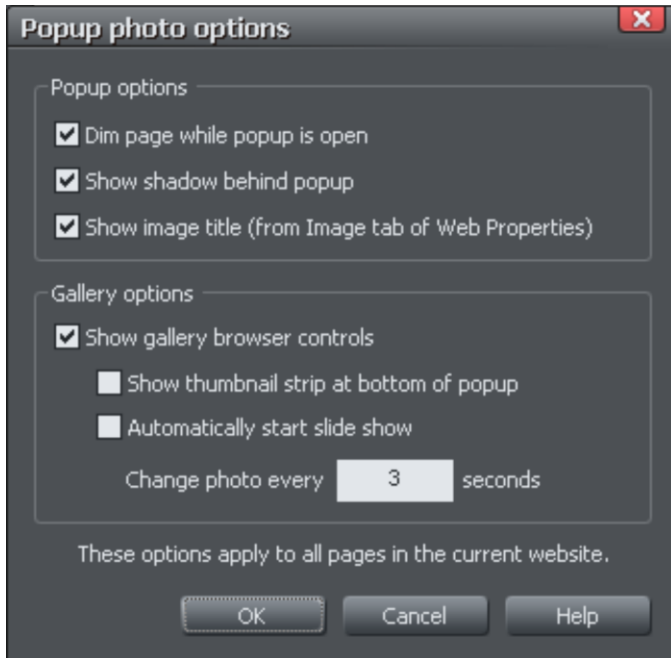 Popup photo options
Popup options
Dim page while popup is open
Show shadow behind popup
Show image title (from Image tab of Web Properties)
Gallery options
Show gallery browser controls
Show thumbnail strip at bottom of popup
Automatically start slide show
Change photo every 3 seconds
These options apply to all pages in the current website.
OK Cancel Help